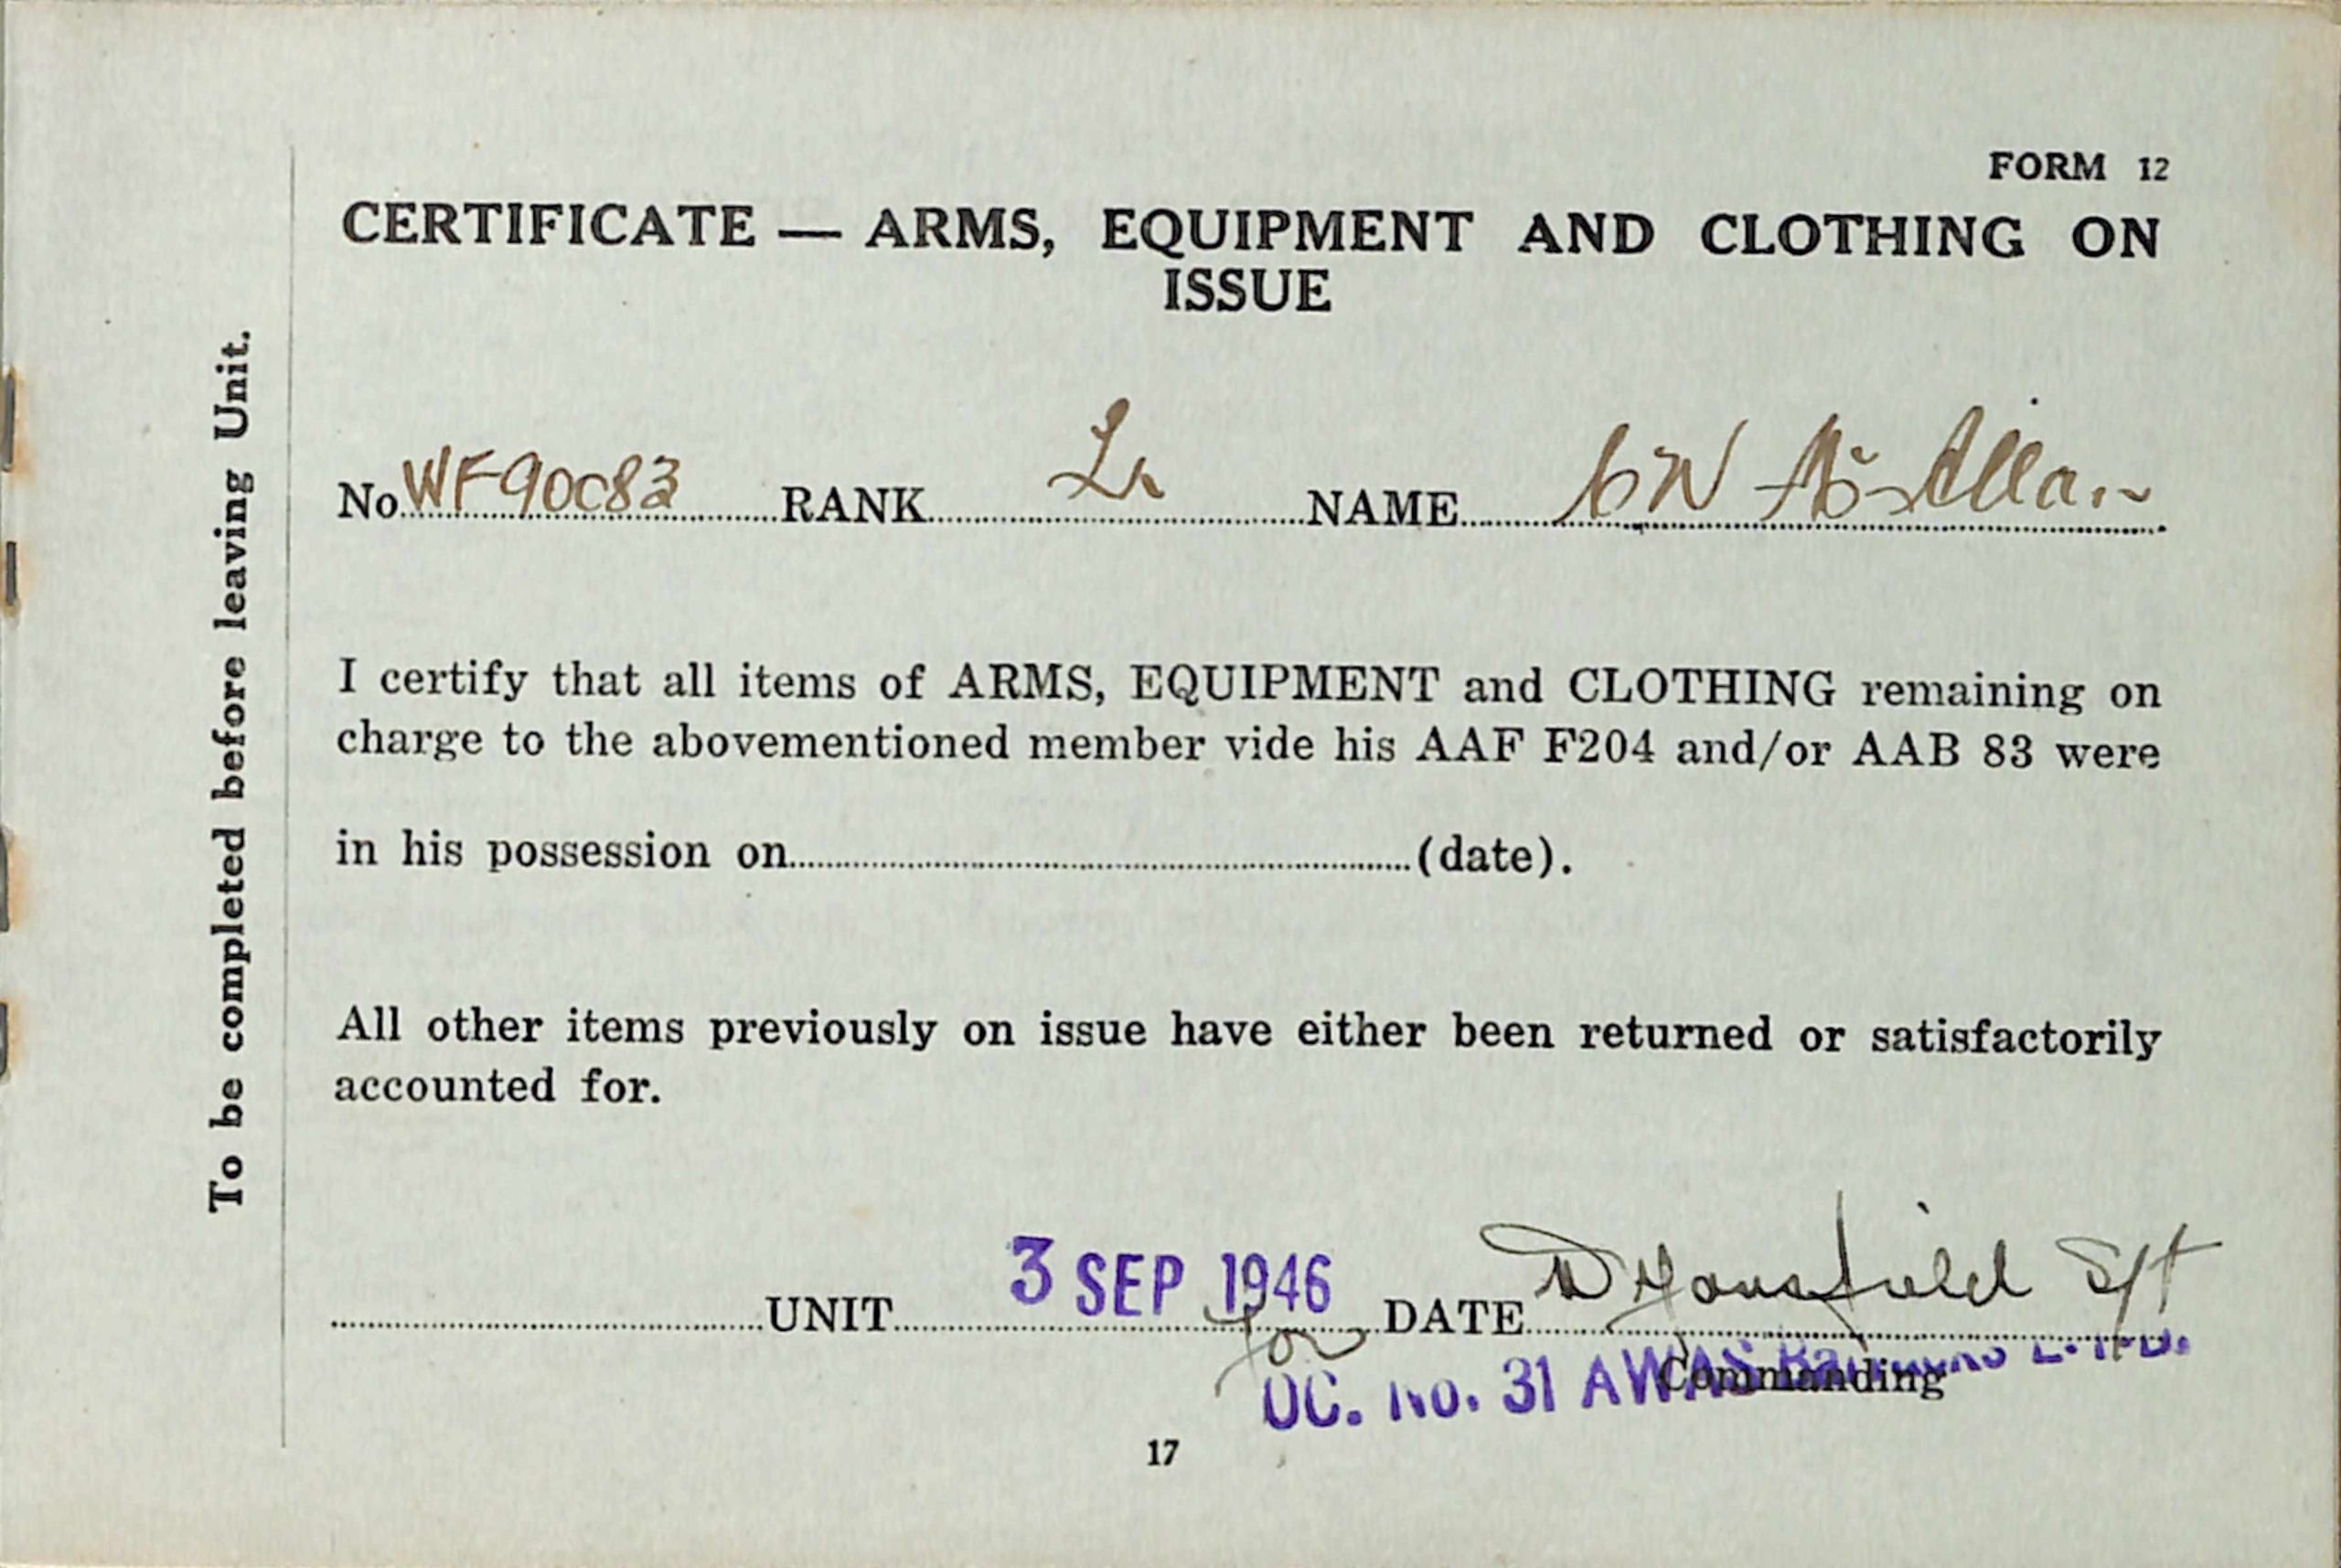 FORM 12
CERTIFICATE — ARMS, EQUIPMENT AND CLOTHING ON
ISSUE
To be completed before leaving Unit.
No WF90083 RANK NAME McAllan
I certify that all items of ARMS, EQUIPMENT and CLOTHING remaining on
charge to the abovementioned member vide his AAF F204 and/or AAB 83 were
in his possession on (date).
All other items previously on issue have either been returned or satisfactorily
accounted for.
UNIT 3 SEP 1946 DATE D Mansfield
for
Commanding
OC. No. 31 AWAS Barracks
17